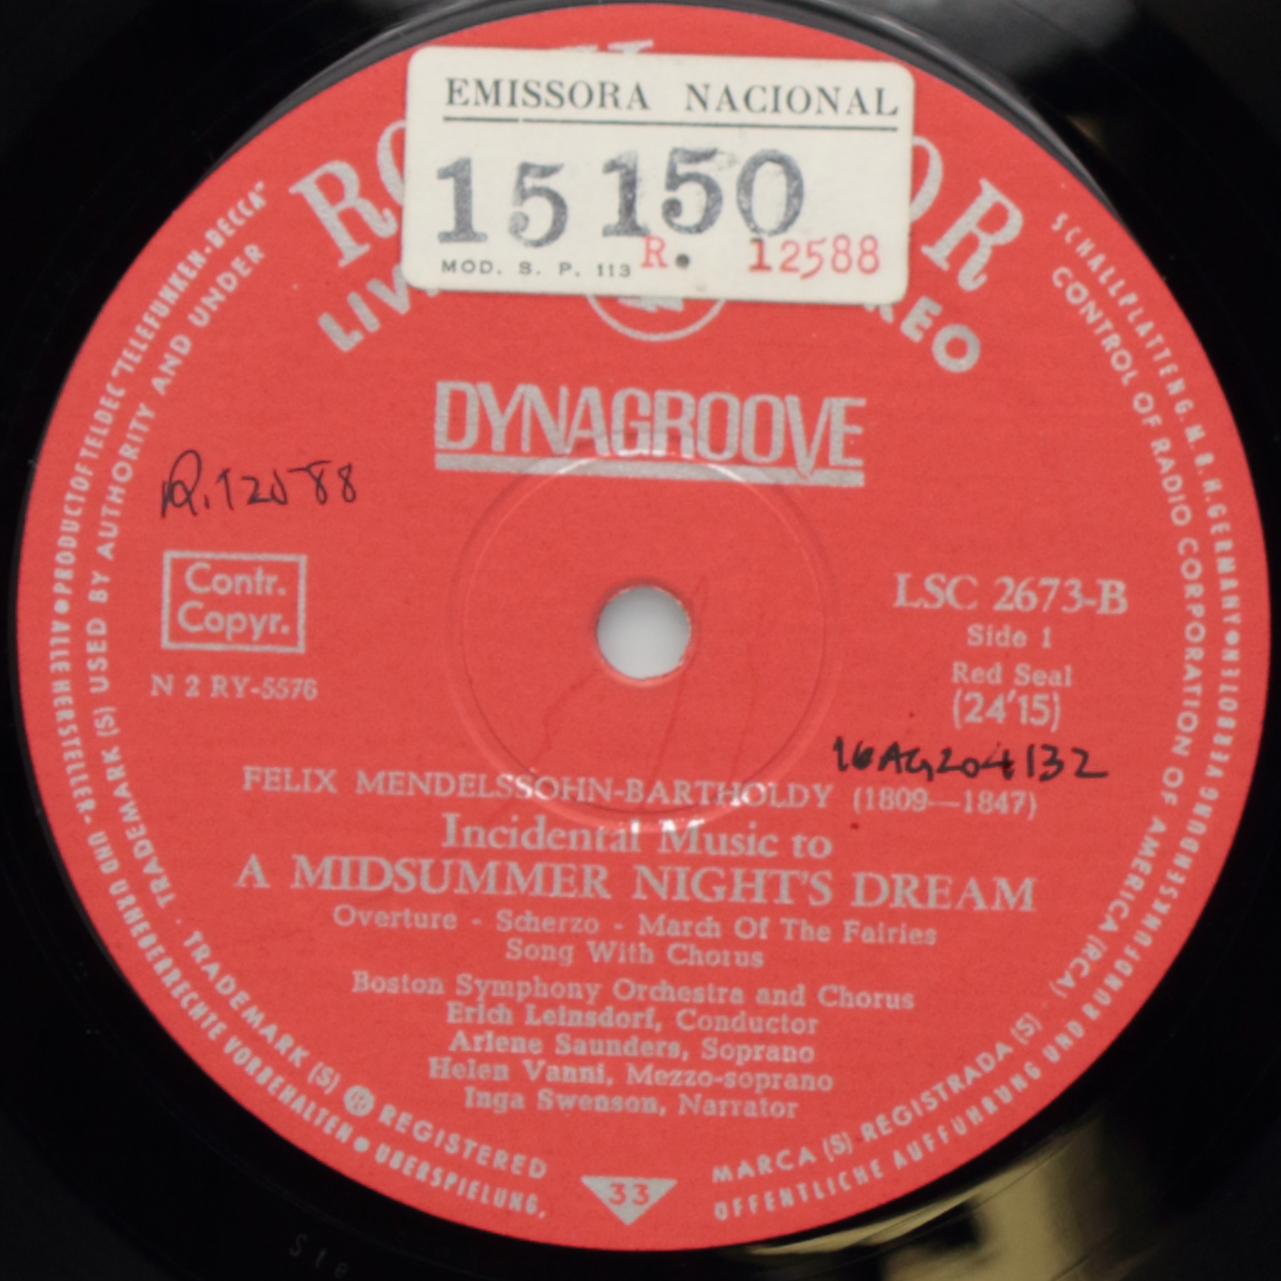 EMISSORA NACIONAL
15150
MOD. S. P. 113 R. 12588
DYNAGROOVE
R.12588
Contr.
Copyr.
N 2 RY-5576
LSC 2673-B
Side 1
Red Seal
(24'15)
16AG204132
FELIX MENDELSSOHN-BARTHOLDY (1809—1847)
Incidental Music to
A MIDSUMMER NIGHT'S DREAM
Overture - Scherzo - March Of The Fairies
Song With Chorus
Boston Symphony Orchestra and Chorus
Erich Leinsdorf, Conductor
Arlene Saunders, Soprano
Helen Vanni, Mezzo-soprano
Inga Swenson, Narrator
33
TRADEMARK (S) ® REGISTERED
MARCA (S) REGISTRADA (S) ·
TRADEMARK (S) USED BY AUTHORITY AND UNDER CONTROL OF RADIO CORPORATION OF AMERICA (RCA)
PRODUCT OF TELDEC "TELEFUNKEN-DECCA" SCHALLPLATTEN G.M.B.H. GERMANY
ALLE HERSTELLER- UND URHEBERRECHTE VORBEHALTEN ● ÜBERSPIELUNG, ÖFFENTLICHE AUFFÜHRUNG UND RUNDFUNKSENDUNG VERBOTEN